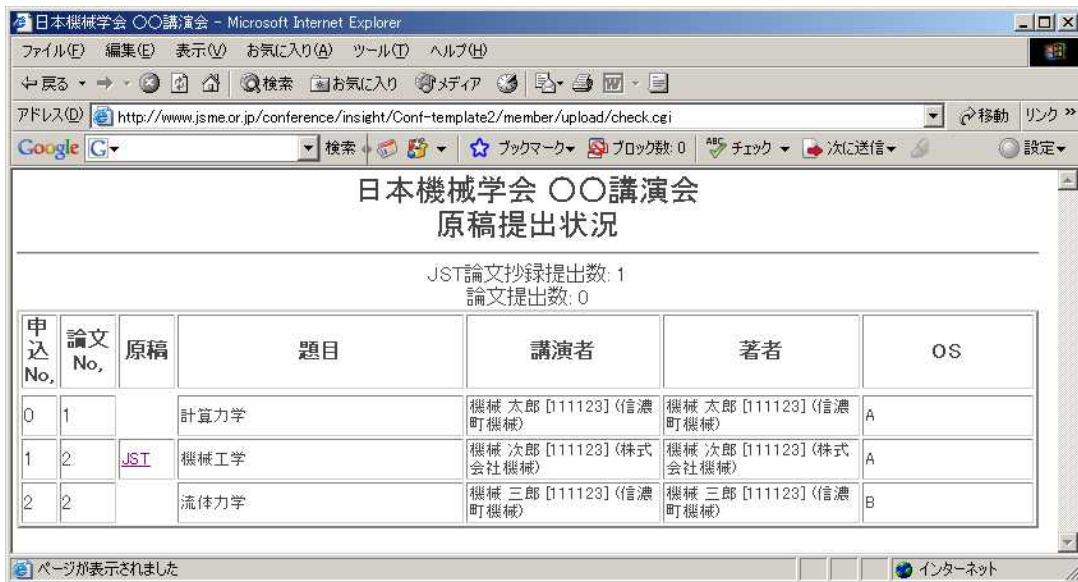 日本機械学会 〇〇講演会 - Microsoft Internet Explorer
ファイル(F) 編集(E) 表示(V) お気に入り(A) ツール(T) ヘルプ(H)
戻る 検索 お気に入り メディア
アドレス(D) http://www.jsme.or.jp/conference/insight/Conf-template2/member/upload/check.cgi 移動 リンク »
Google G 検索 ブックマーク ブロック数: 0 ABC チェック 次に送信 設定
日本機械学会 〇〇講演会
原稿提出状況
JST論文抄録提出数: 1
論文提出数: 0
申込No, 論文No, 原稿 題目 講演者 著者 OS
0 1 計算力学 機械 太郎 [111123] (信濃町機械) 機械 太郎 [111123] (信濃町機械) A
1 2 JST 機械工学 機械 次郎 [111123] (株式会社機械) 機械 次郎 [111123] (株式会社機械) A
2 2 流体力学 機械 三郎 [111123] (信濃町機械) 機械 三郎 [111123] (信濃町機械) B
ページが表示されました インターネット